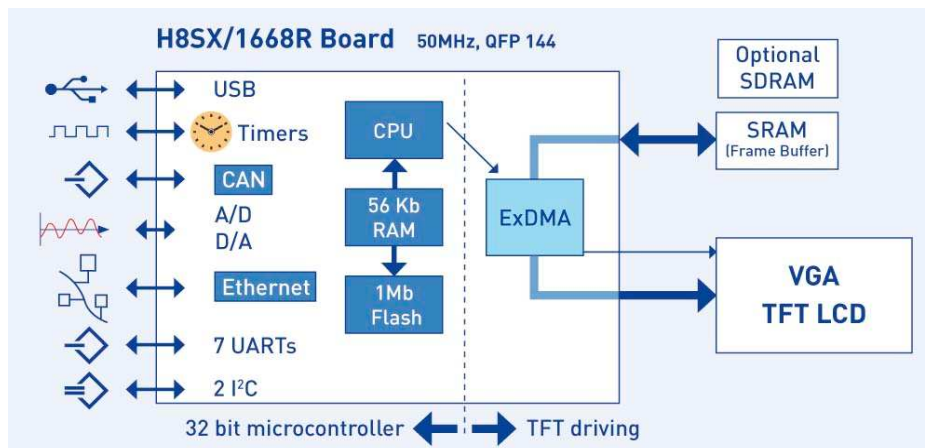 H8SX/1668R Board 50MHz, QFP 144
USB
Timers
CAN
A/D
D/A
Ethernet
7 UARTs
2 I²C
CPU
56 Kb
RAM
1Mb
Flash
ExDMA
Optional
SDRAM
SRAM
(Frame Buffer)
VGA
TFT LCD
32 bit microcontroller
TFT driving